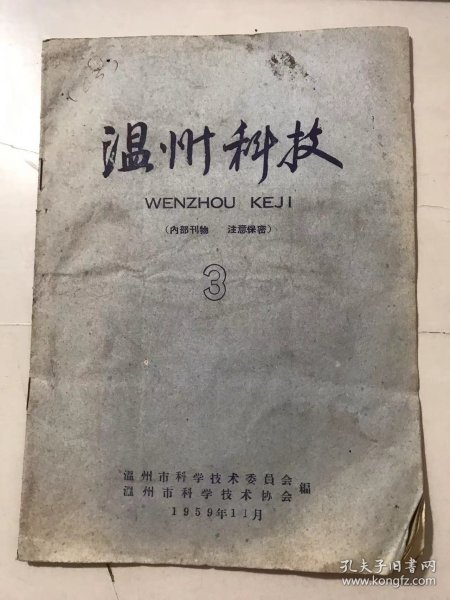 温州科技
WENZHOU KEJI
（内部刊物　注意保密）
3
温州市科学技术委员会
温州市科学技术协会 编
1959年11月
孔夫子旧书网
www.kongfz.com